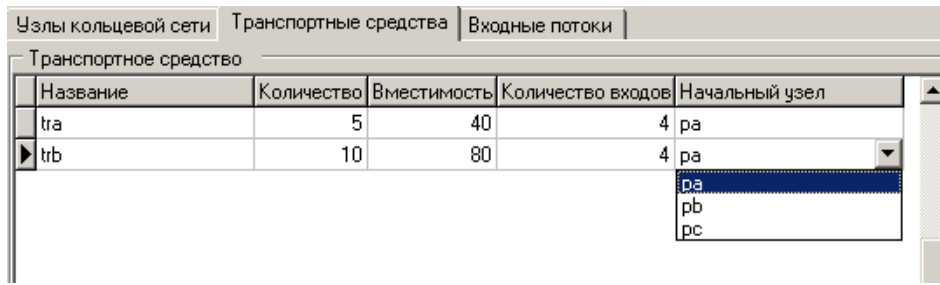 Узлы кольцевой сети Транспортные средства Входные потоки
Транспортное средство
Название Количество Вместимость Количество входов Начальный узел
tra 5 40 4 pa
trb 10 80 4 pa
pa
pb
pc